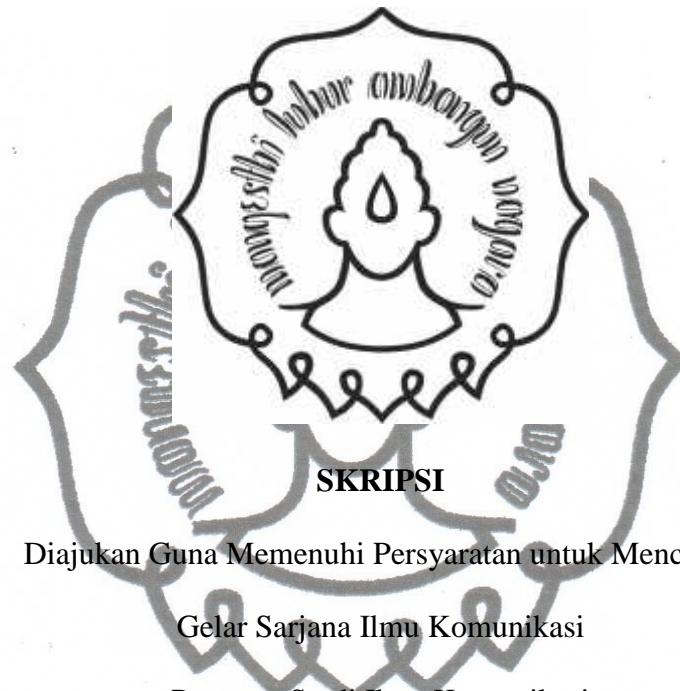 mangesthi luhur ambangun nagara
SKRIPSI
Diajukan Guna Memenuhi Persyaratan untuk Menc
Gelar Sarjana Ilmu Komunikasi